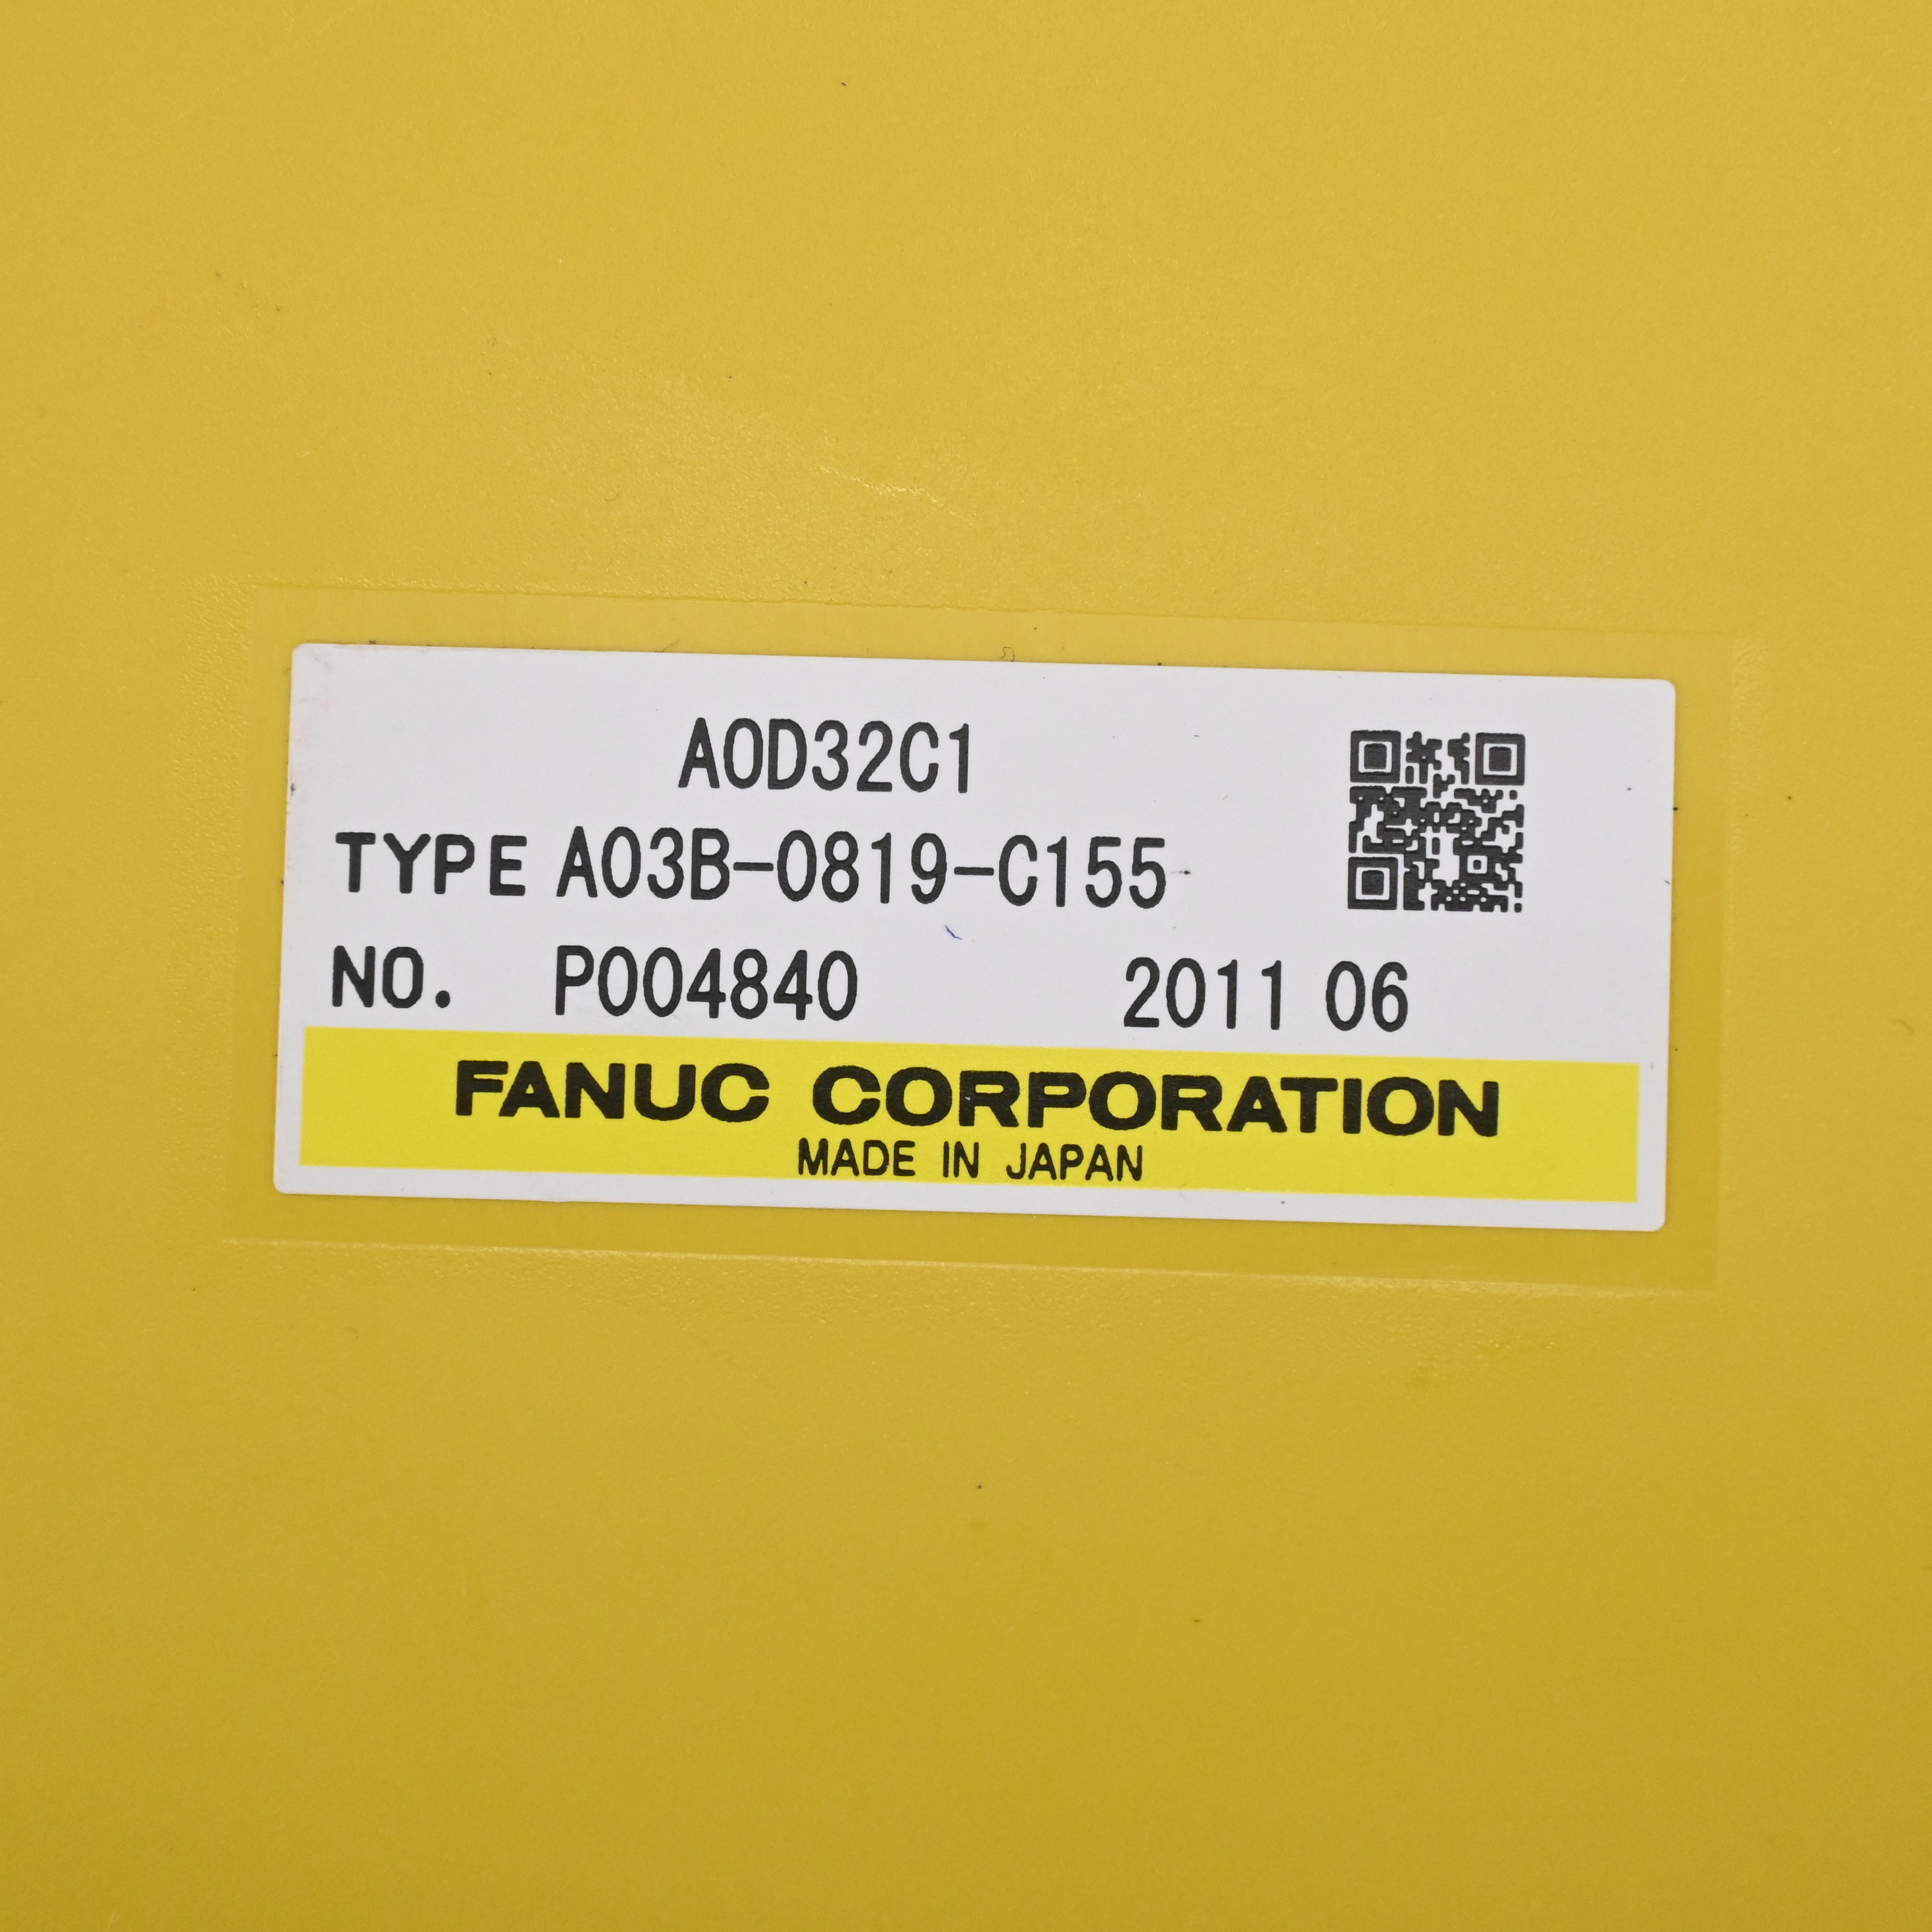 AOD32C1
TYPE A03B-0819-C155
NO. P004840 2011 06
FANUC CORPORATION
MADE IN JAPAN